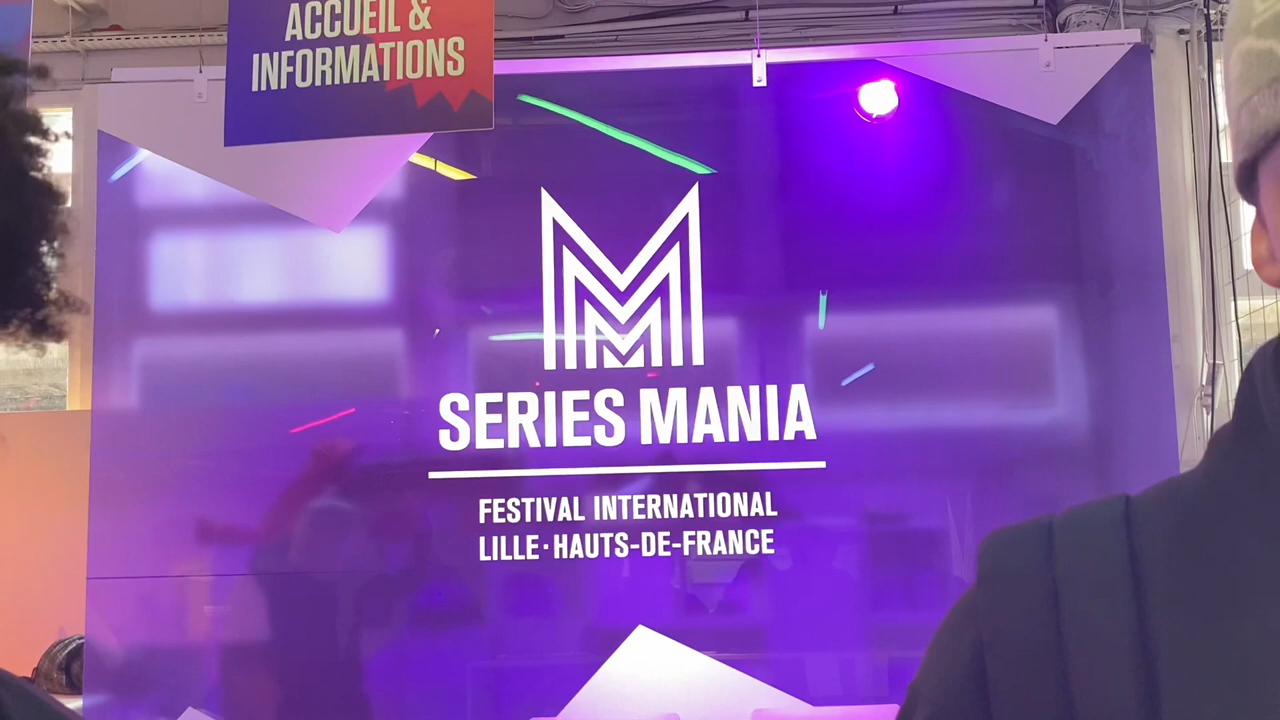 ACCUEIL &
INFORMATIONS
SERIES MANIA
FESTIVAL INTERNATIONAL
LILLE·HAUTS-DE-FRANCE